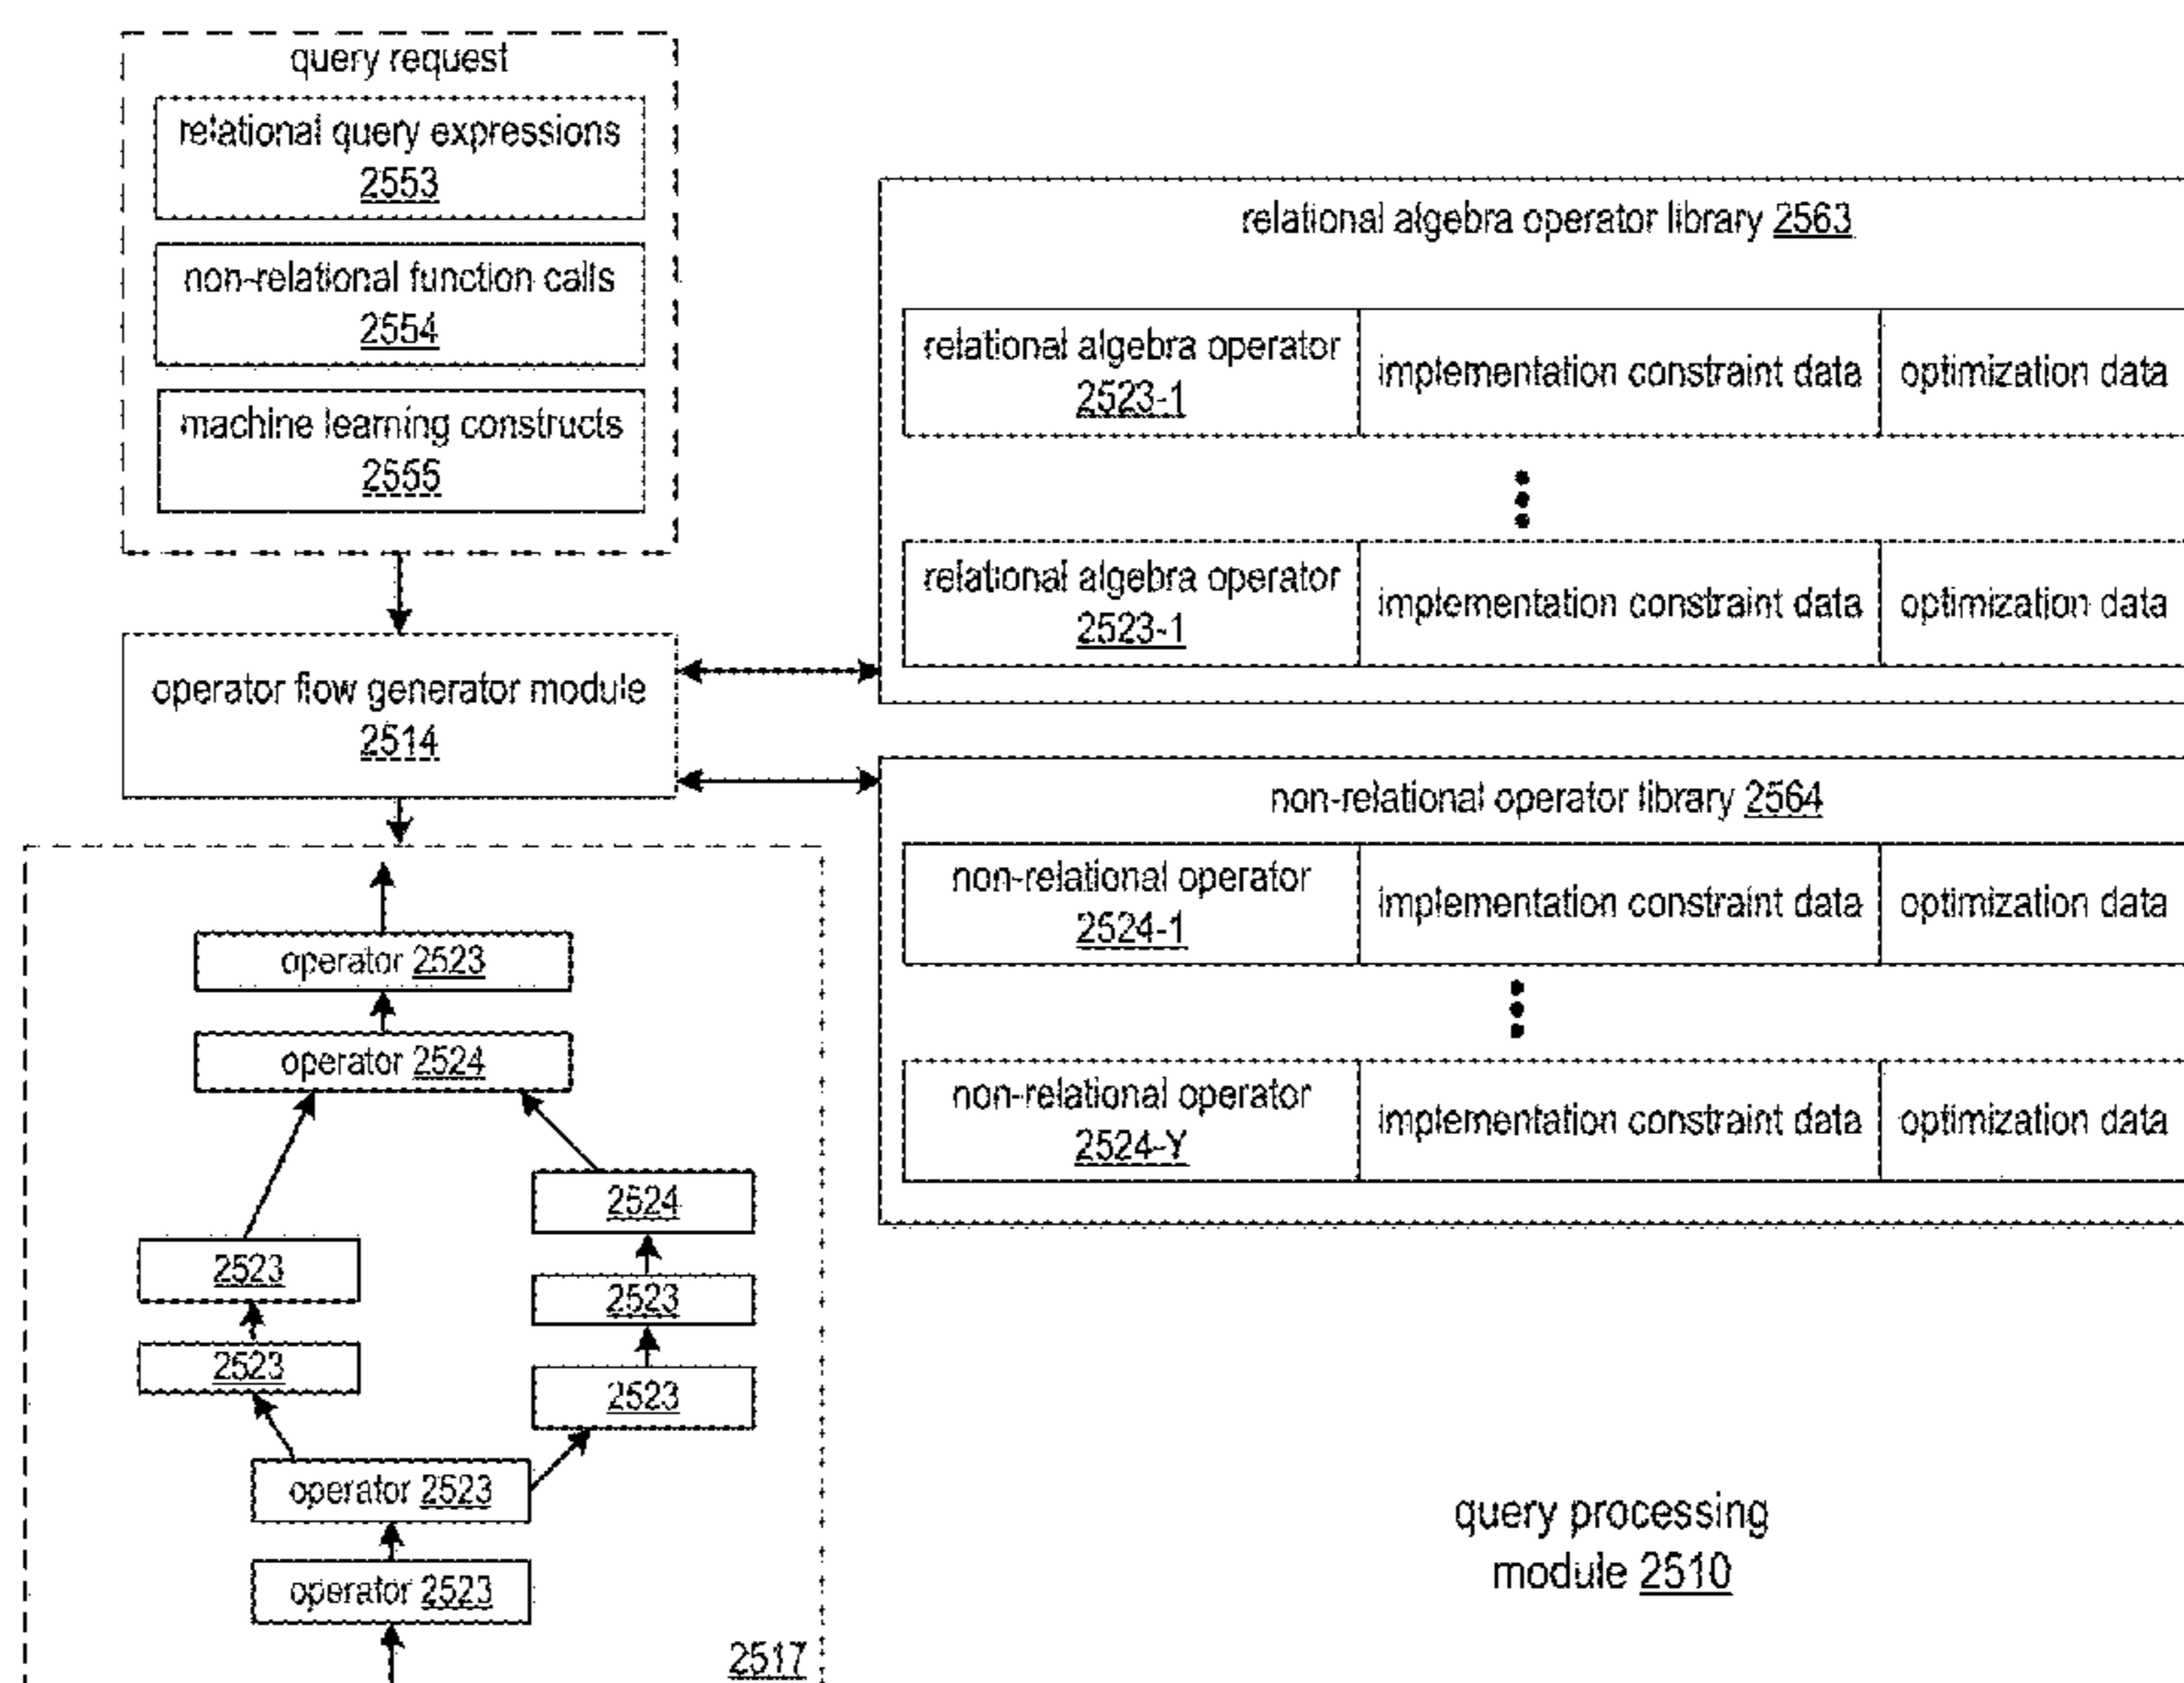 query request
relational query expressions
2553
non-relational function calls
2554
machine learning constructs
2555
operator flow generator module
2514
relational algebra operator library 2563
relational algebra operator
2523-1
implementation constraint data
optimization data
relational algebra operator
2523-1
implementation constraint data
optimization data
non-relational operator library 2564
non-relational operator
2524-1
implementation constraint data
optimization data
non-relational operator
2524-Y
implementation constraint data
optimization data
operator 2523
operator 2524
2524
2523
2523
2523
2523
operator 2523
operator 2523
2517
query processing
module 2510